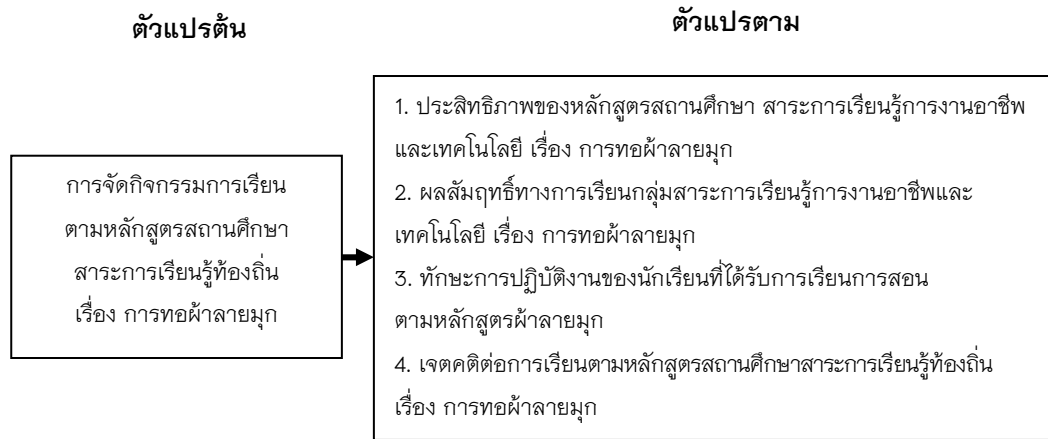 ตัวแปรต้น
ตัวแปรตาม
การจัดกิจกรรมการเรียน
ตามหลักสูตรสถานศึกษา
สาระการเรียนรู้ท้องถิ่น
เรื่อง การทอผ้าลายมุก
1. ประสิทธิภาพของหลักสูตรสถานศึกษา สาระการเรียนรู้การงานอาชีพ
และเทคโนโลยี เรื่อง การทอผ้าลายมุก
2. ผลสัมฤทธิ์ทางการเรียนกลุ่มสาระการเรียนรู้การงานอาชีพและ
เทคโนโลยี เรื่อง การทอผ้าลายมุก
3. ทักษะการปฏิบัติงานของนักเรียนที่ได้รับการเรียนการสอน
ตามหลักสูตรผ้าลายมุก
4. เจตคติต่อการเรียนตามหลักสูตรสถานศึกษาสาระการเรียนรู้ท้องถิ่น
เรื่อง การทอผ้าลายมุก